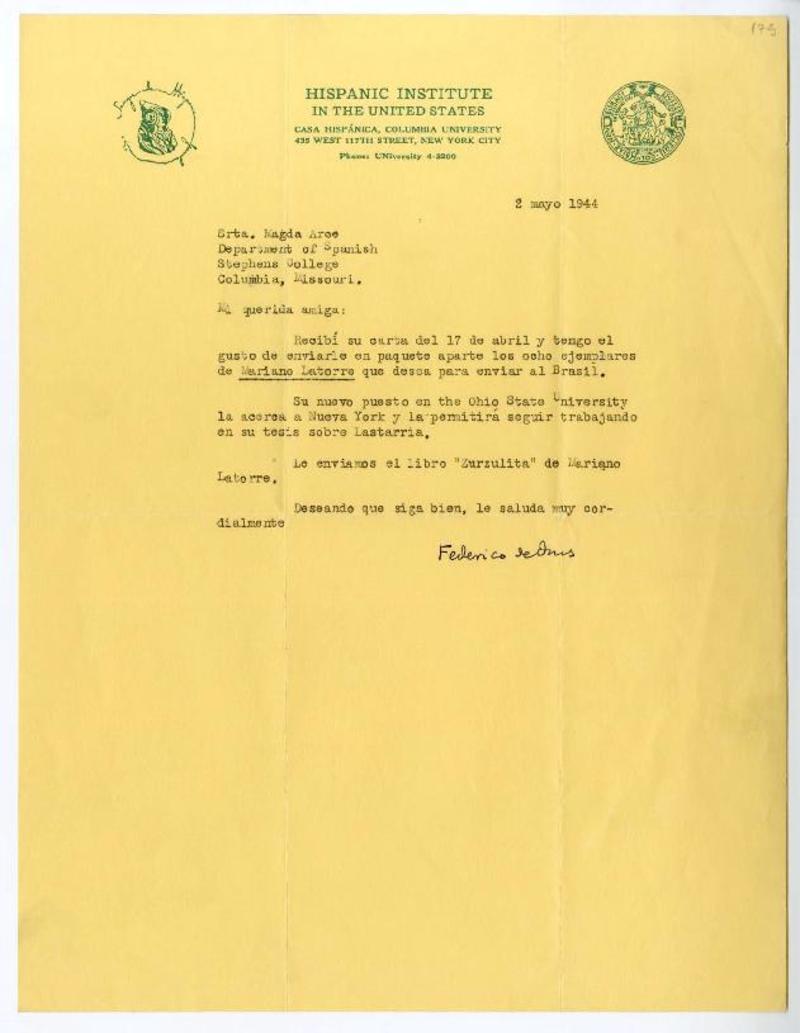 175
HISPANIC INSTITUTE
IN THE UNITED STATES
CASA HISPÁNICA, COLUMBIA UNIVERSITY
435 WEST 117TH STREET, NEW YORK CITY
Phone: UNiversity 4-3200
2 mayo 1944
Srta. Magda Arce
Department of Spanish
Stephens College
Columbia, Missouri.
Mi querida amiga:
Recibí su carta del 17 de abril y tengo el
gusto de enviarle en paquete aparte los ocho ejemplares
de Mariano Latorre que desea para enviar al Brasil.
Su nuevo puesto en the Ohio State University
la acerca a Nueva York y la permitirá seguir trabajando
en su tesis sobre Lastarria.
Le enviamos el libro "Zurzulita" de Mariano
Latorre.
Deseando que siga bien, le saluda muy cor-
dialmente
Federico de Onís